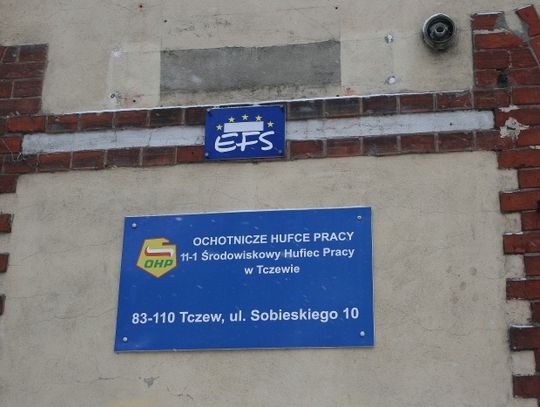 EFS
OCHOTNICZE HUFCE PRACY
11-1 Środowiskowy Hufiec Pracy
w Tczewie
OHP
83-110 Tczew, ul. Sobieskiego 10